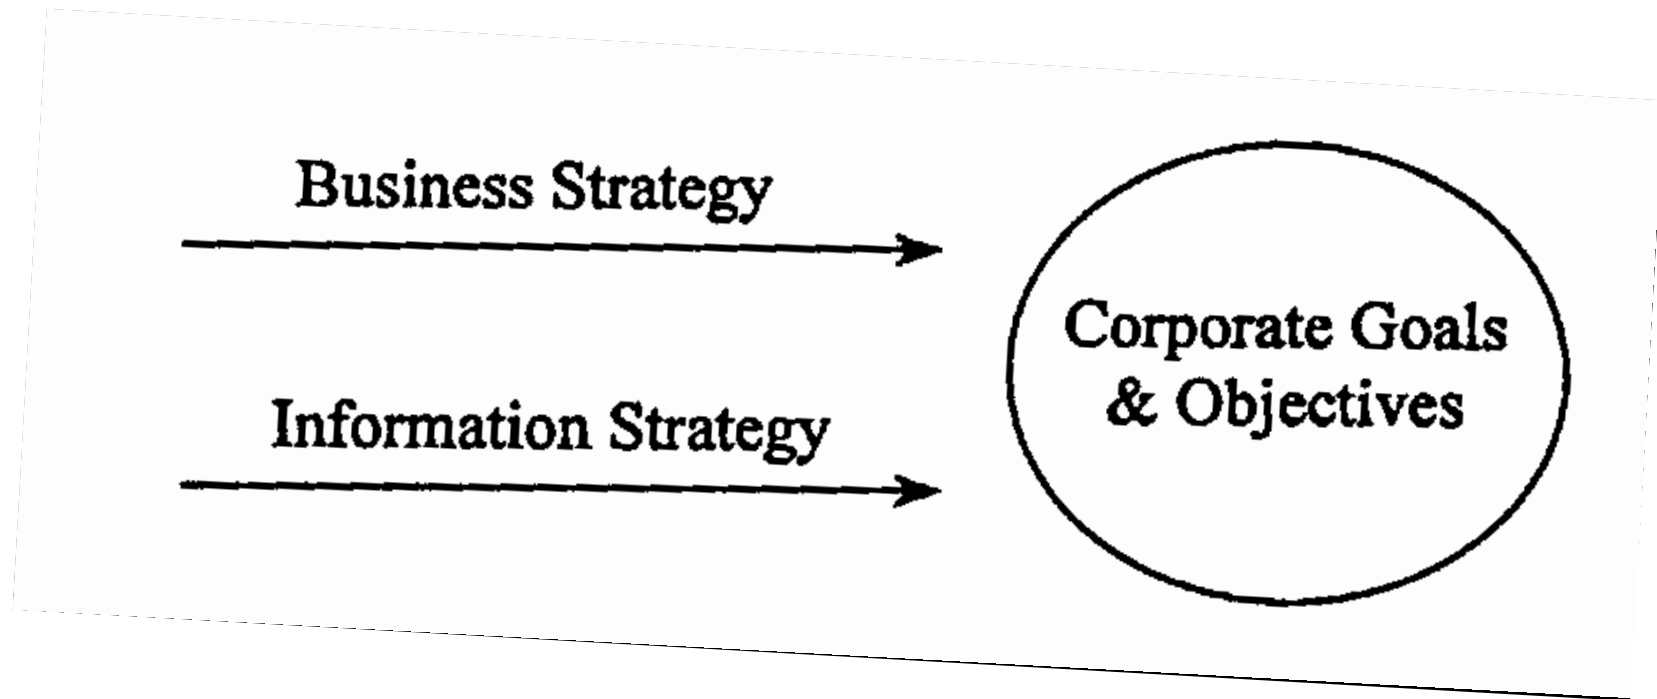 Business Strategy
Information Strategy
Corporate Goals
& Objectives